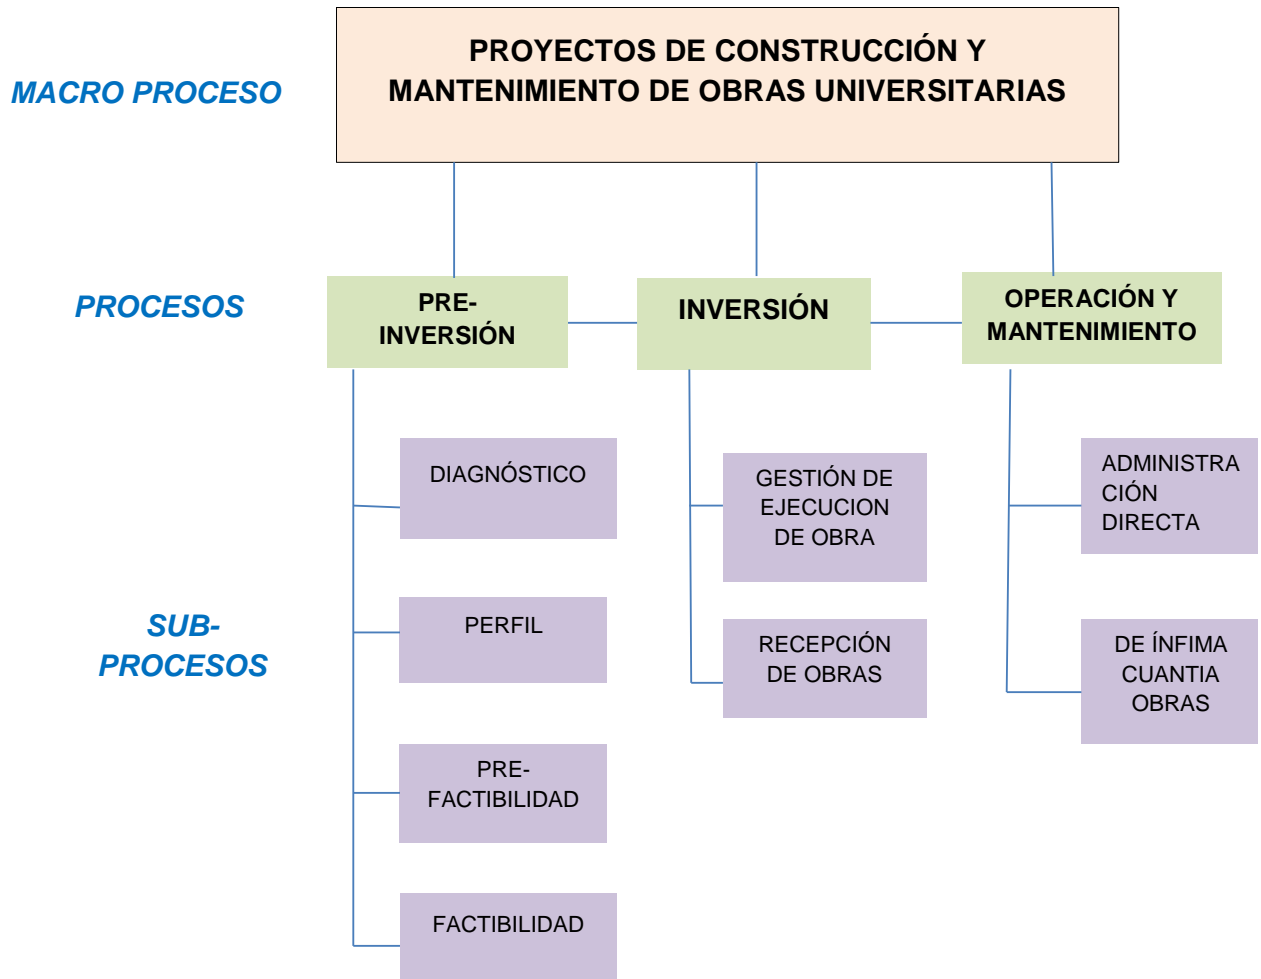 PROYECTOS DE CONSTRUCCIÓN Y
MANTENIMIENTO DE OBRAS UNIVERSITARIAS
MACRO PROCESO
PROCESOS
PRE-
INVERSIÓN
INVERSIÓN
OPERACIÓN Y
MANTENIMIENTO
SUB-
PROCESOS
DIAGNÓSTICO
PERFIL
PRE-
FACTIBILIDAD
FACTIBILIDAD
GESTIÓN DE
EJECUCION
DE OBRA
RECEPCIÓN
DE OBRAS
ADMINISTRA
CIÓN
DIRECTA
DE ÍNFIMA
CUANTIA
OBRAS